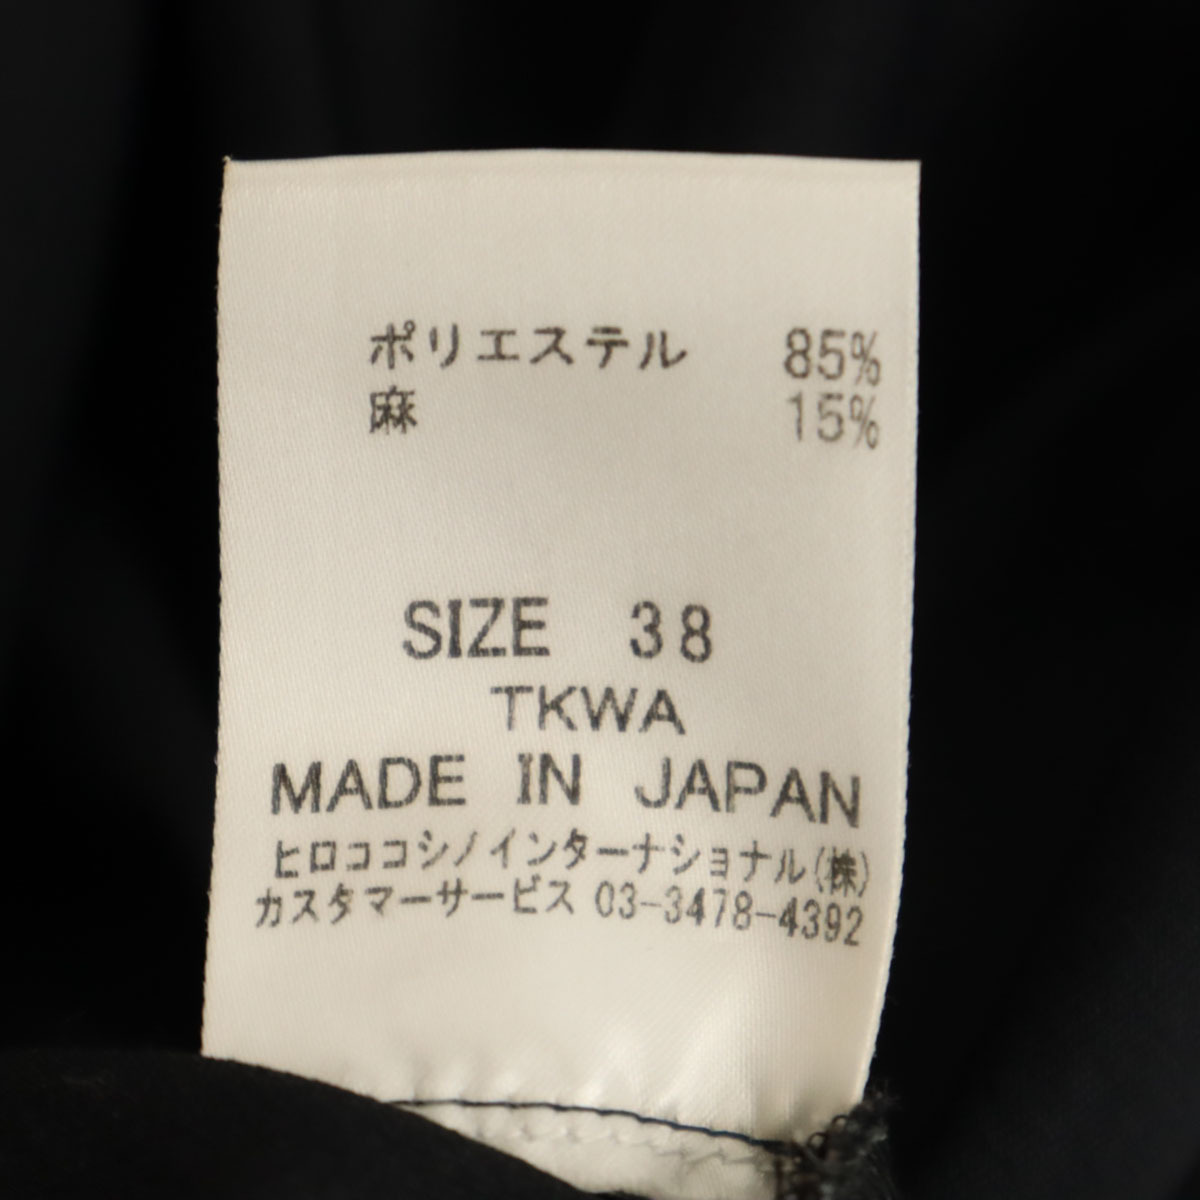 ポリエステル 85%
麻 15%
SIZE 38
TKWA
MADE IN JAPAN
ヒロココシノインターナショナル(株)
カスタマーサービス 03-3478-4392